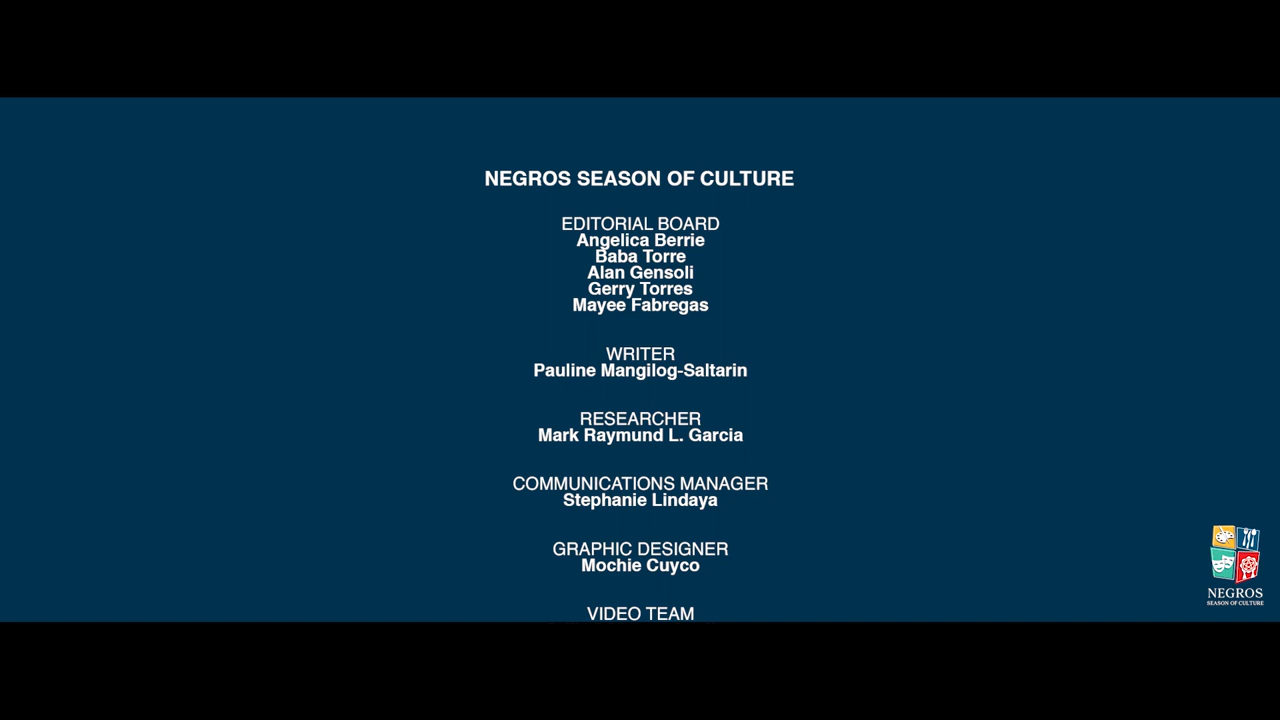 NEGROS SEASON OF CULTURE
EDITORIAL BOARD
Angelica Berrie
Baba Torre
Alan Gensoli
Gerry Torres
Mayee Fabregas
WRITER
Pauline Mangilog-Saltarin
RESEARCHER
Mark Raymund L. Garcia
COMMUNICATIONS MANAGER
Stephanie Lindaya
GRAPHIC DESIGNER
Mochie Cuyco
VIDEO TEAM
NEGROS
SEASON OF CULTURE